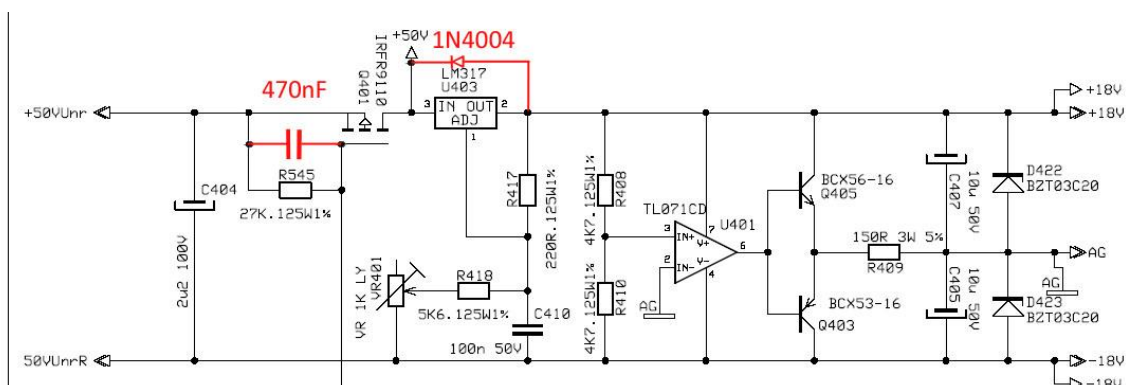 +50V
1N4004
IRFR9110
Q401
LM317
U403
470nF
+50VUnr
3 IN OUT 2
ADJ
1
+18V
+18V
R545
27K.125W1%
C404
2u2 100V
R417
220R.125W1%
R408
4K7.125W1%
TL071CD
U401
3 IN+ V+ 7
2 IN- V- 4
6
AG
BCX56-16
Q405
10u 50V
C407
D422
BZT03C20
150R 3W 5%
R409
AG
AG
VR 1K LY
VR401
R418
5K6.125W1%
C410
100n 50V
R410
4K7.125W1%
BCX53-16
Q403
C405
10u 50V
D423
BZT03C20
50VUnrR
-18V
-18V